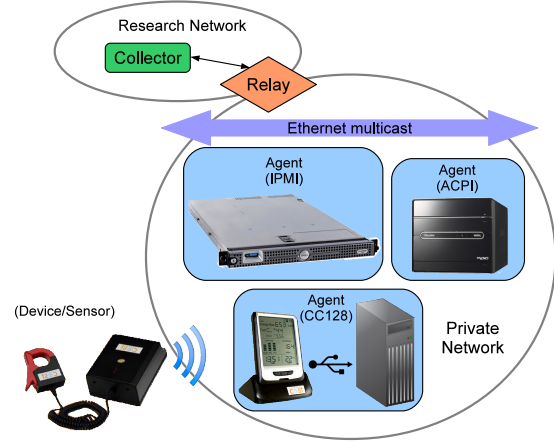 Research Network
Collector
Relay
Ethernet multicast
Agent
(IPMI)
Agent
(ACPI)
(Device/Sensor)
Agent
(CC128)
Private
Network